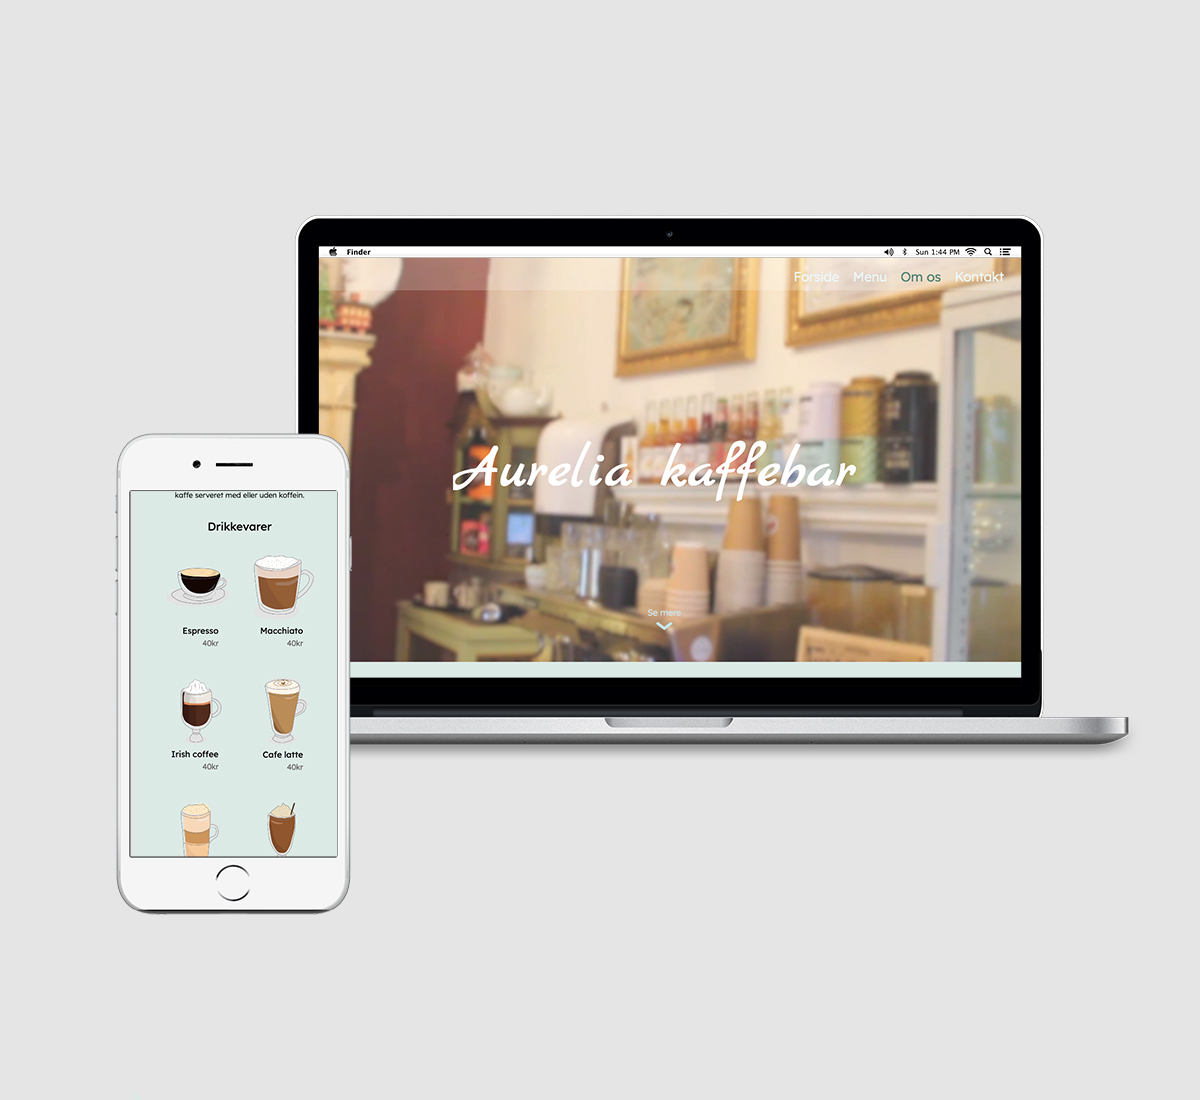 Finder
Sun 1:44 PM
Forside Menu Om os Kontakt
Aurelia kaffebar
Se mere
kaffe serveret med eller uden koffein.
Drikkevarer
Espresso Macchiato
40kr 40kr
Irish coffee Cafe latte
40kr 40kr